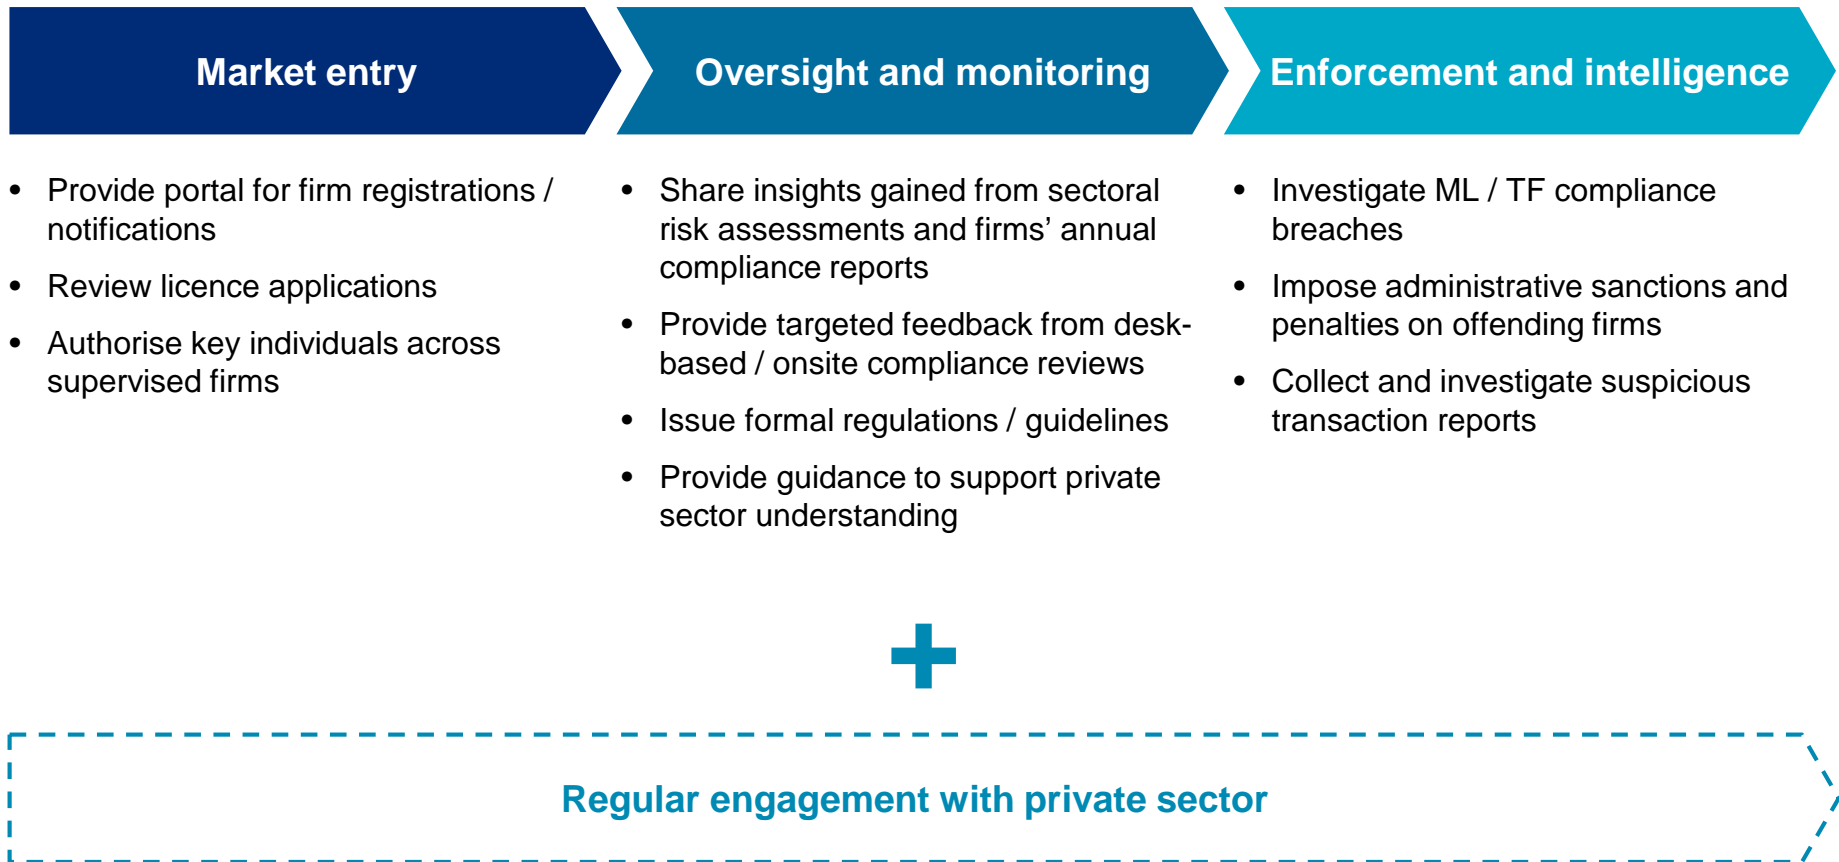 Market entry
Oversight and monitoring
Enforcement and intelligence
• Provide portal for firm registrations /
notifications
• Review licence applications
• Authorise key individuals across
supervised firms
• Share insights gained from sectoral
risk assessments and firms’ annual
compliance reports
• Provide targeted feedback from desk-
based / onsite compliance reviews
• Issue formal regulations / guidelines
• Provide guidance to support private
sector understanding
• Investigate ML / TF compliance
breaches
• Impose administrative sanctions and
penalties on offending firms
• Collect and investigate suspicious
transaction reports
+
Regular engagement with private sector